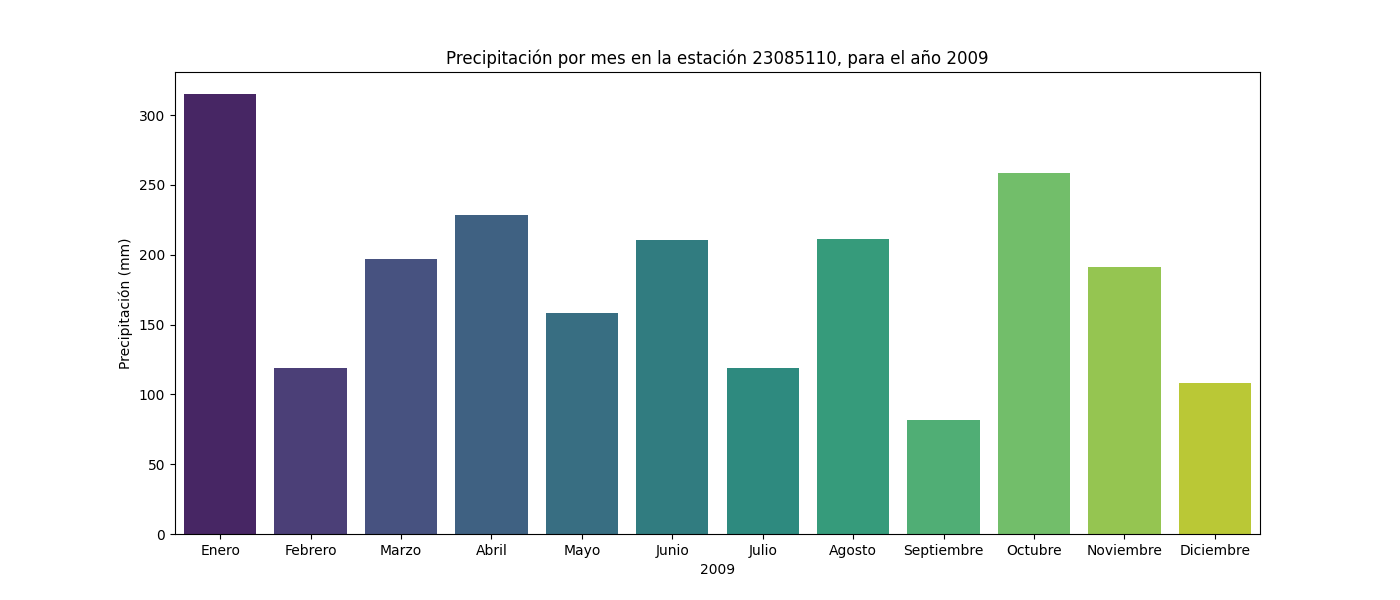 Precipitación por mes en la estación 23085110, para el año 2009
Precipitación (mm)
300
250
200
150
100
50
0
Enero Febrero Marzo Abril Mayo Junio Julio Agosto Septiembre Octubre Noviembre Diciembre
2009